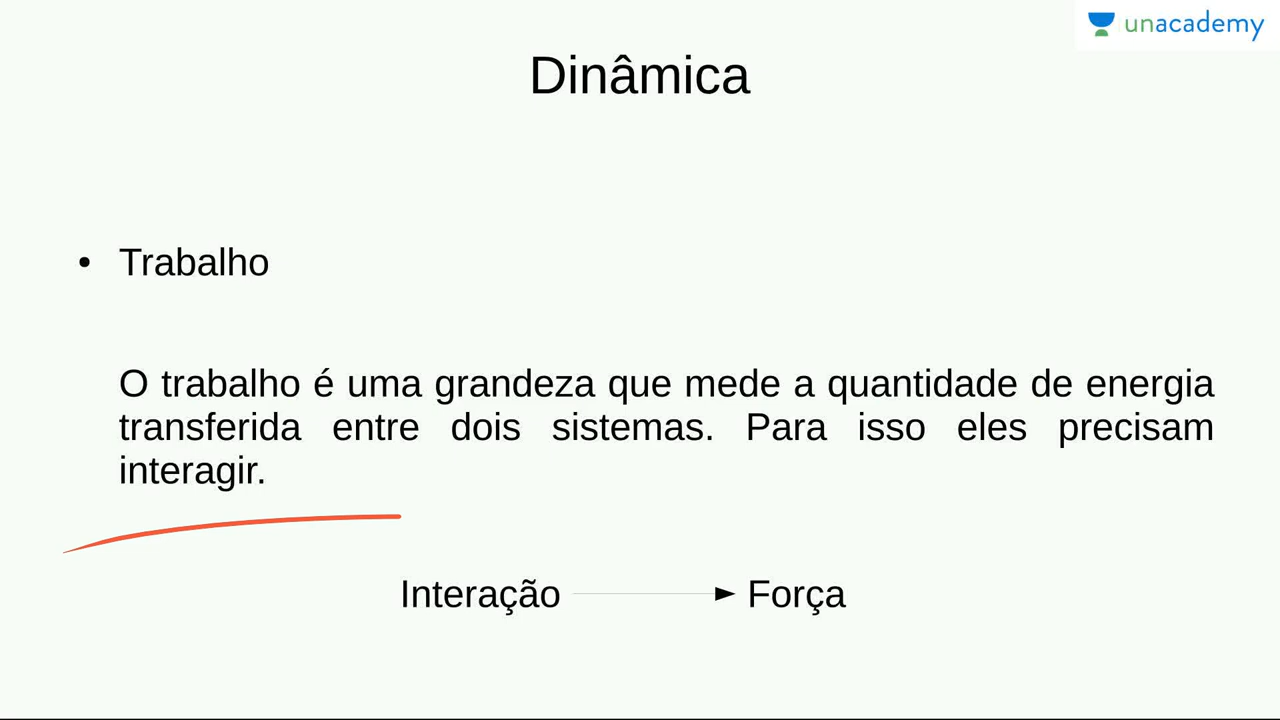 unacademy
Dinâmica
• Trabalho
O trabalho é uma grandeza que mede a quantidade de energia
transferida entre dois sistemas. Para isso eles precisam
interagir.
Interação Força